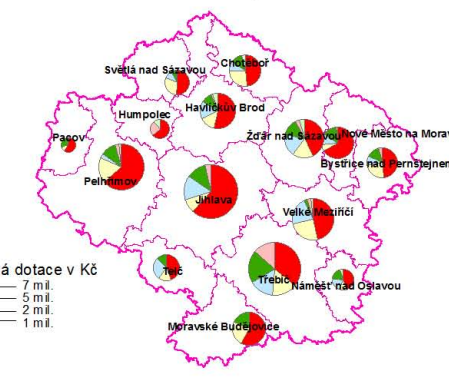 Chotěboř
Světlá nad Sázavou
Havlíčkův Brod
Humpolec
Pacov
Žďár nad Sázavou
Nové Město na Morav
Bystřice nad Pernštejnem
Pelhřimov
Jihlava
Velké Meziříčí
Telč
Třebíč
Náměšť nad Oslavou
á dotace v Kč
7 mil.
5 mil.
2 mil.
1 mil.
Moravské Budějovice